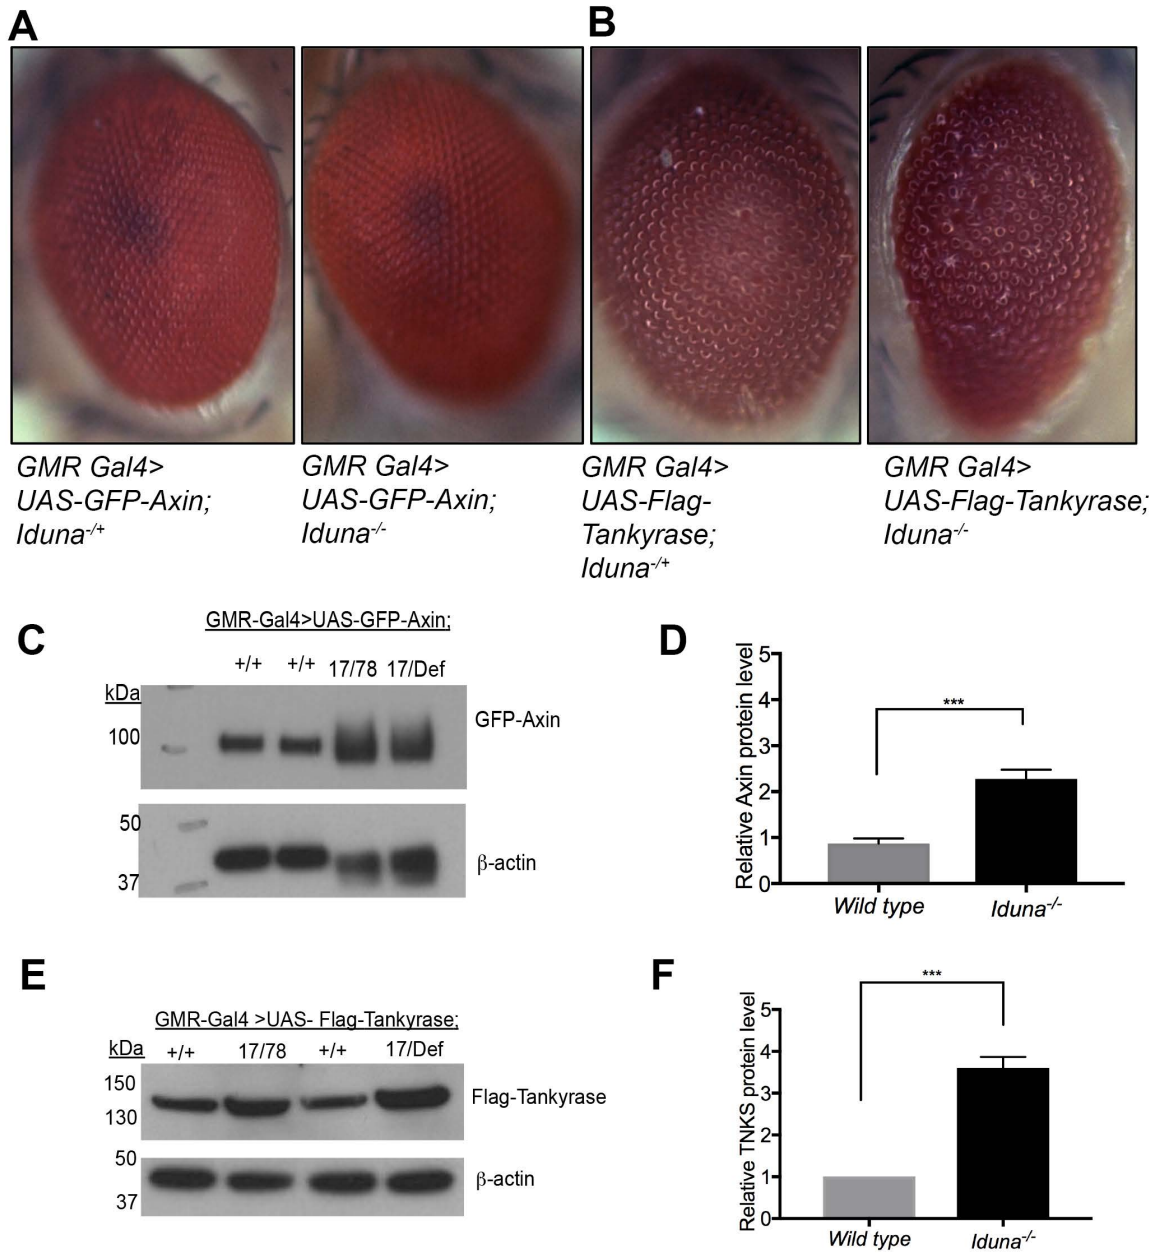 A
B
GMR Gal4>
UAS-GFP-Axin;
Iduna-/+
GMR Gal4>
UAS-GFP-Axin;
Iduna-/-
GMR Gal4>
UAS-Flag-
Tankyrase;
Iduna-/+
GMR Gal4>
UAS-Flag-Tankyrase;
Iduna-/-
C
GMR-Gal4>UAS-GFP-Axin;
+/+ +/+ 17/78 17/Def
kDa
100
GFP-Axin
50
37
β-actin
D
Relative Axin protein level
5
4
3
2
1
0
***
Wild type
Iduna-/-
E
GMR-Gal4 >UAS- Flag-Tankyrase;
kDa
+/+ 17/78 +/+ 17/Def
150
130
Flag-Tankyrase
50
37
β-actin
F
Relative TNKS protein level
5
4
3
2
1
0
***
Wild type
Iduna-/-